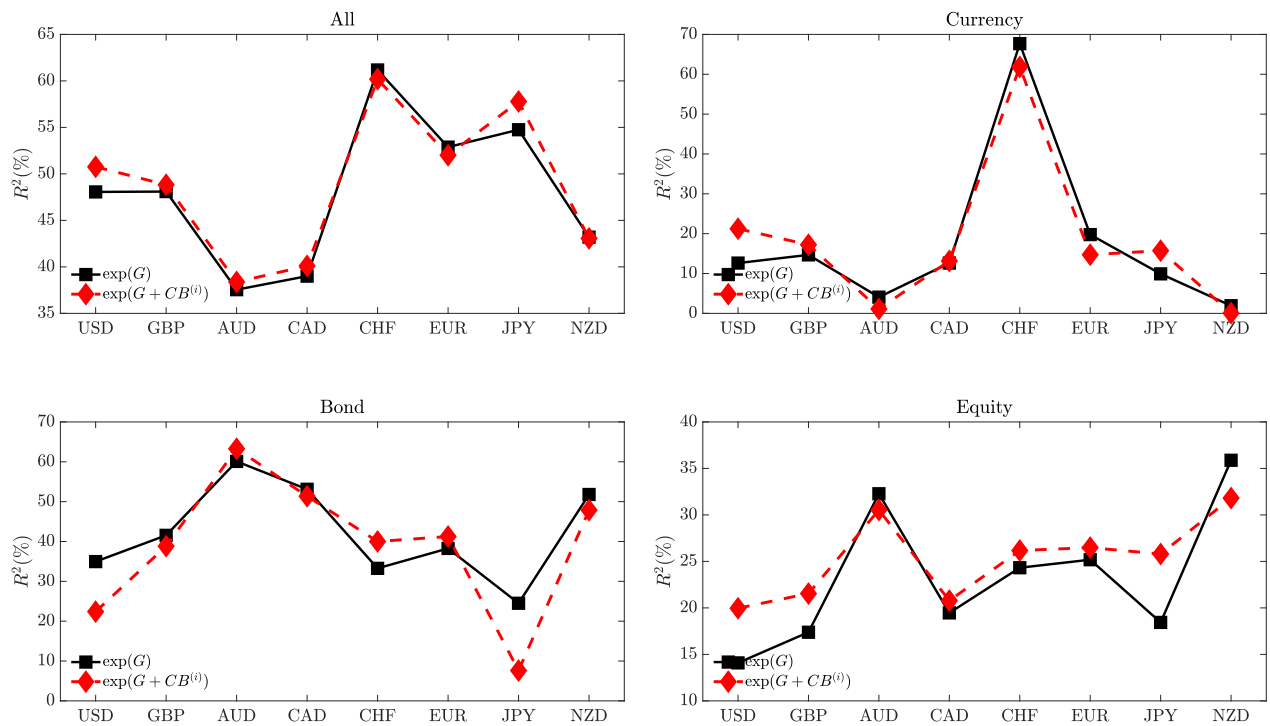 All
R²(%)
65
60
55
50
45
40
35
exp(G)
exp(G + CB⁽ⁱ⁾)
USD GBP AUD CAD CHF EUR JPY NZD
Currency
R²(%)
70
60
50
40
30
20
10
0
exp(G)
exp(G + CB⁽ⁱ⁾)
USD GBP AUD CAD CHF EUR JPY NZD
Bond
R²(%)
70
60
50
40
30
20
10
0
exp(G)
exp(G + CB⁽ⁱ⁾)
USD GBP AUD CAD CHF EUR JPY NZD
Equity
R²(%)
40
35
30
25
20
15
10
exp(G)
exp(G + CB⁽ⁱ⁾)
USD GBP AUD CAD CHF EUR JPY NZD